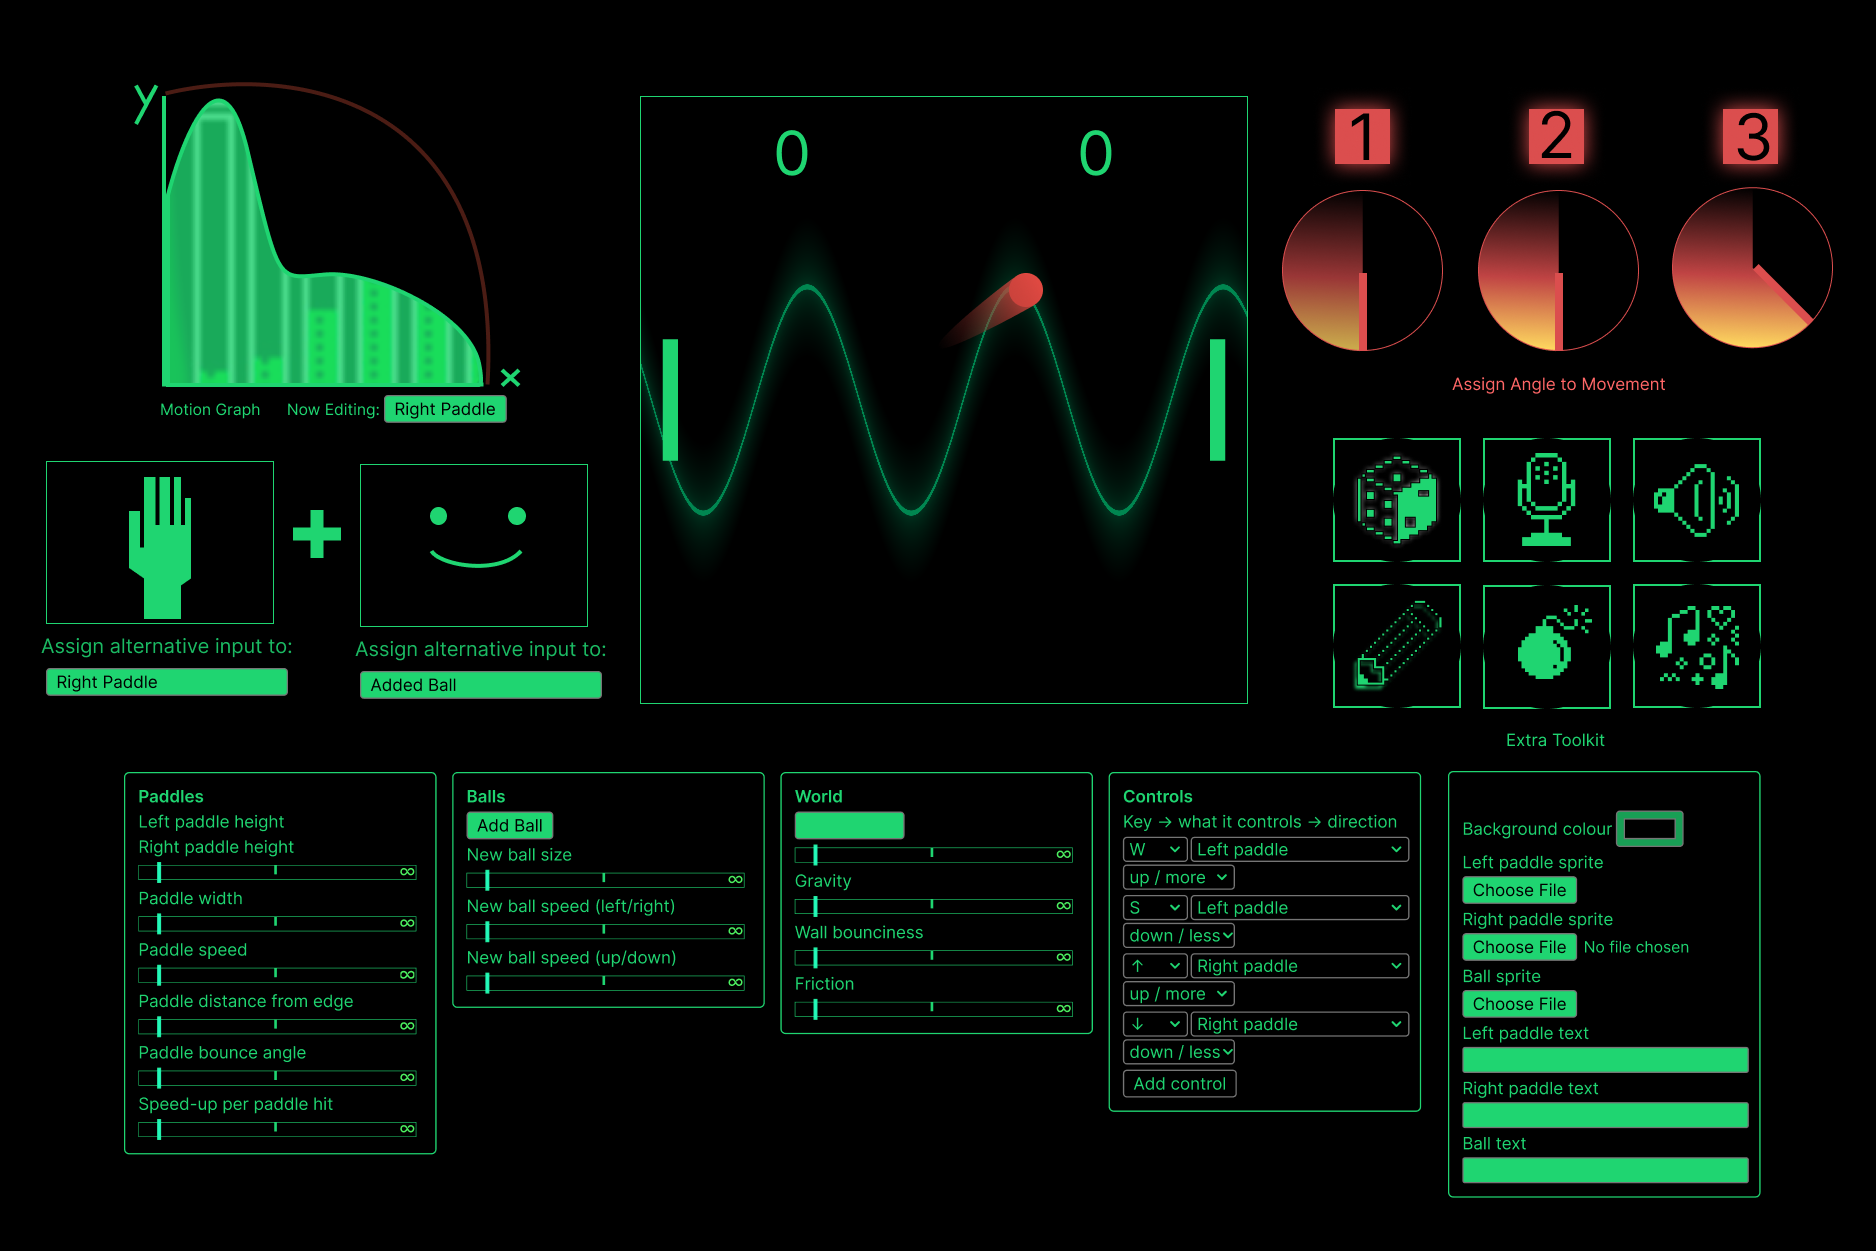 y
x
Motion Graph
Now Editing: Right Paddle
0 0
1 2 3
Assign Angle to Movement
Assign alternative input to:
Right Paddle
Assign alternative input to:
Added Ball
Extra Toolkit
Paddles
Left paddle height
Right paddle height
∞
Paddle width
∞
Paddle speed
∞
Paddle distance from edge
∞
Paddle bounce angle
∞
Speed-up per paddle hit
∞
Balls
Add Ball
New ball size
∞
New ball speed (left/right)
∞
New ball speed (up/down)
∞
World
∞
Gravity
∞
Wall bounciness
∞
Friction
∞
Controls
Key → what it controls → direction
W Left paddle
up / more
S Left paddle
down / less
↑ Right paddle
up / more
↓ Right paddle
down / less
Add control
Background colour
Left paddle sprite
Choose File
Right paddle sprite
Choose File No file chosen
Ball sprite
Choose File
Left paddle text
Right paddle text
Ball text